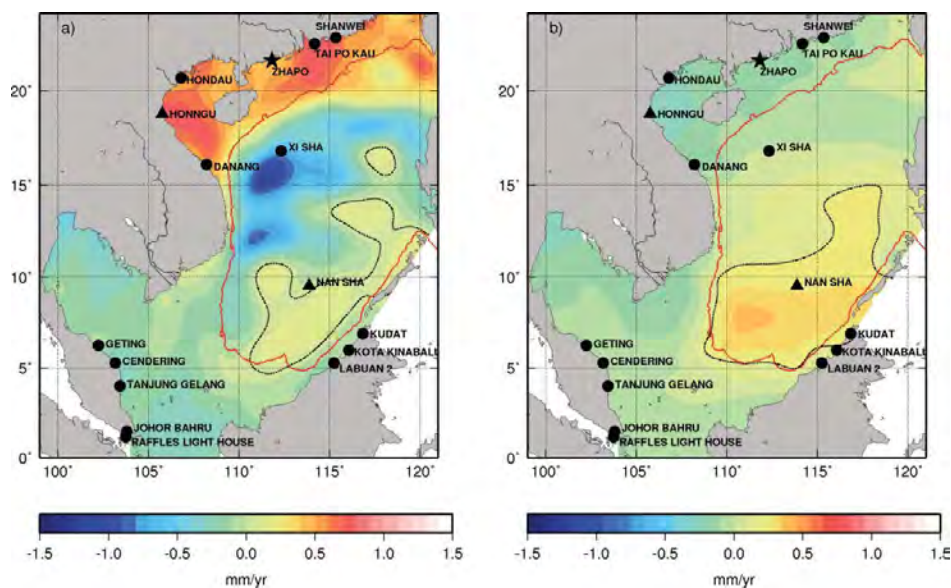 a)
SHANWEI
TAI PO KAU
ZHAPO
HONDAU
HONNGU
XI SHA
DANANG
NAN SHA
KUDAT
KOTA KINABALL
LABUAN 2
GETING
CENDERING
TANJUNG GELANG
JOHOR BAHRU
RAFFLES LIGHT HOUSE
20˚
15˚
10˚
5˚
0˚
100˚ 105˚ 110˚ 115˚ 120˚
-1.5 -1.0 -0.5 0.0 0.5 1.0 1.5
mm/yr
b)
SHANWEI
TAI PO KAU
ZHAPO
HONDAU
HONNGU
XI SHA
DANANG
NAN SHA
KUDAT
KOTA KINABALL
LABUAN 2
GETING
CENDERING
TANJUNG GELANG
JOHOR BAHRU
RAFFLES LIGHT HOUSE
20˚
15˚
10˚
5˚
0˚
100˚ 105˚ 110˚ 115˚ 120˚
-1.5 -1.0 -0.5 0.0 0.5 1.0 1.5
mm/yr